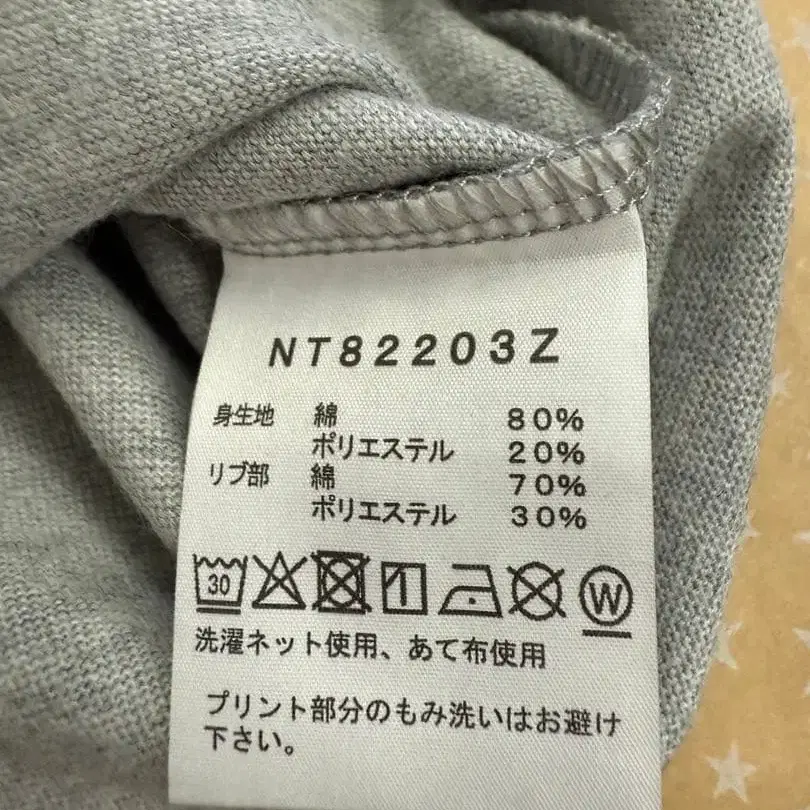 NT82203Z
身生地 綿 80%
ポリエステル 20%
リブ部 綿 70%
ポリエステル 30%
30 W
洗濯ネット使用、あて布使用
プリント部分のもみ洗いはお避け
下さい。